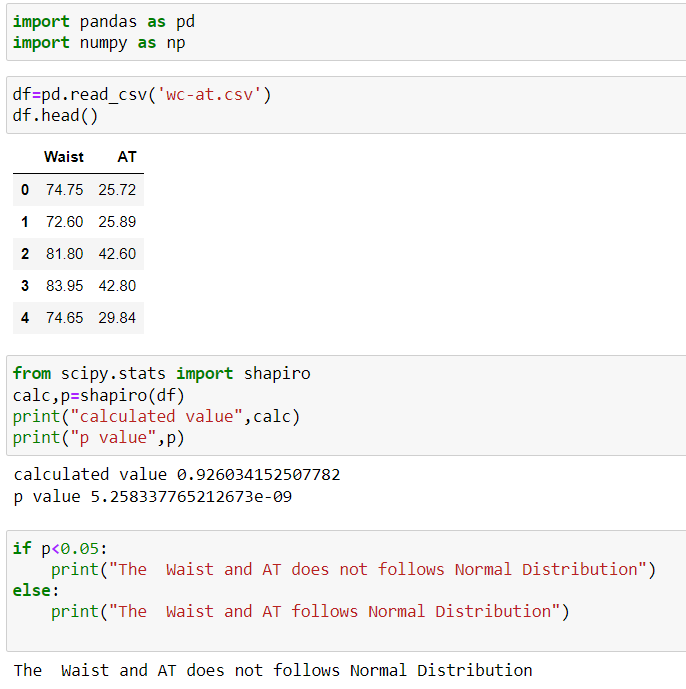 import pandas as pd
import numpy as np
df=pd.read_csv('wc-at.csv')
df.head()
Waist AT
0 74.75 25.72
1 72.60 25.89
2 81.80 42.60
3 83.95 42.80
4 74.65 29.84
from scipy.stats import shapiro
calc,p=shapiro(df)
print("calculated value",calc)
print("p value",p)
calculated value 0.926034152507782
p value 5.258337765212673e-09
if p<0.05:
    print("The  Waist and AT does not follows Normal Distribution")
else:
    print("The  Waist and AT follows Normal Distribution")
The  Waist and AT does not follows Normal Distribution